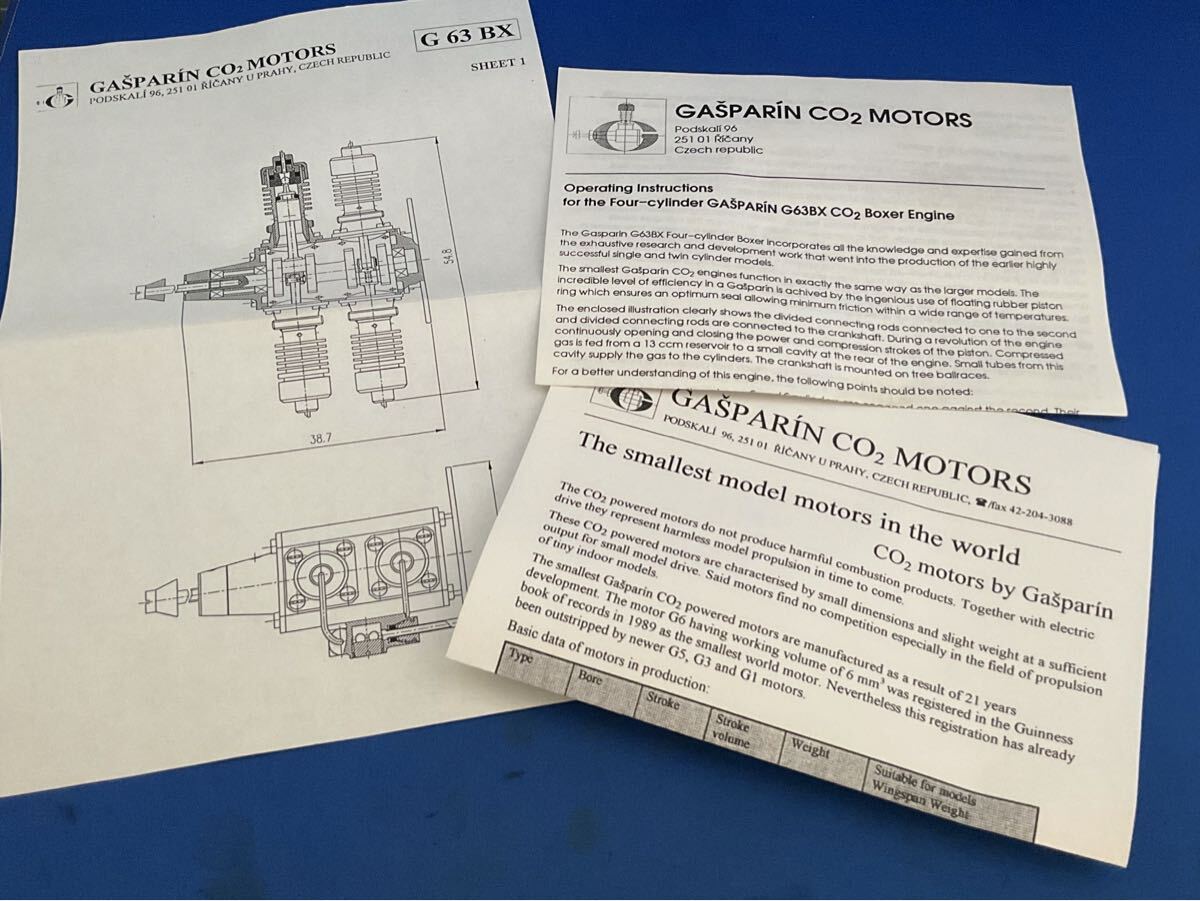 GAŠPARÍN CO₂ MOTORS
PODSKALÍ 96, 251 01 ŘÍČANY U PRAHY, CZECH REPUBLIC
G 63 BX
SHEET 1
54.8
38.7
GAŠPARÍN CO₂ MOTORS
Podskalí 96
251 01 Říčany
Czech republic
Operating Instructions
for the Four-cylinder GAŠPARÍN G63BX CO₂ Boxer Engine
The Gasparin G63BX Four-cylinder Boxer incorporates all the knowledge and expertise gained from
the exhaustive research and development work that went into the production of the earlier highly
successful single and twin cylinder models.
The smallest Gašparín CO₂ engines function in exactly the same way as the larger models. The
incredible level of efficiency in a Gašparín is achived by the ingenious use of floating rubber piston
ring which ensures an optimum seal allowing minimum friction within a wide range of temperatures.
The enclosed illustration clearly shows the divided connecting rods connected to one to the second
and divided connecting rods are connected to the crankshaft. During a revolution of the engine
continuously opening and closing the power and compression strokes of the piston. Compressed
gas is fed from a 13 ccm reservoir to a small cavity at the rear of the engine. Small tubes from this
cavity supply the gas to the cylinders. The crankshaft is mounted on tree ballraces.
For a better understanding of this engine, the following points should be noted:
one against the second. Their
GAŠPARÍN CO₂ MOTORS
PODSKALÍ 96, 251 01 ŘÍČANY U PRAHY, CZECH REPUBLIC, ☎/fax 42-204-3088
The smallest model motors in the world
CO₂ motors by Gašparín
The CO₂ powered motors do not produce harmful combustion products. Together with electric
drive they represent harmless model propulsion in time to come.
These CO₂ powered motors are characterised by small dimensions and slight weight at a sufficient
output for small model drive. Said motors find no competition especially in the field of propulsion
of tiny indoor models.
The smallest Gašparín CO₂ powered motors are manufactured as a result of 21 years
development. The motor G6 having working volume of 6 mm³ was registered in the Guinness
book of records in 1989 as the smallest world motor. Nevertheless this registration has already
been outstripped by newer G5, G3 and G1 motors.
Basic data of motors in production:
Type Bore Stroke Stroke volume Weight Suitable for models
Wingspan Weight